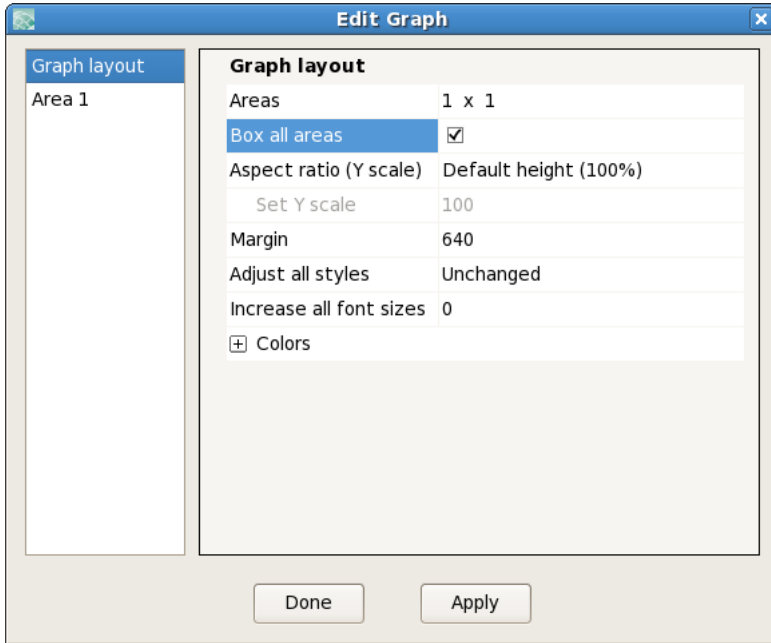 Edit Graph
Graph layout
Area 1
Graph layout
Areas 1 x 1
Box all areas
Aspect ratio (Y scale) Default height (100%)
Set Y scale 100
Margin 640
Adjust all styles Unchanged
Increase all font sizes 0
Colors
Done Apply